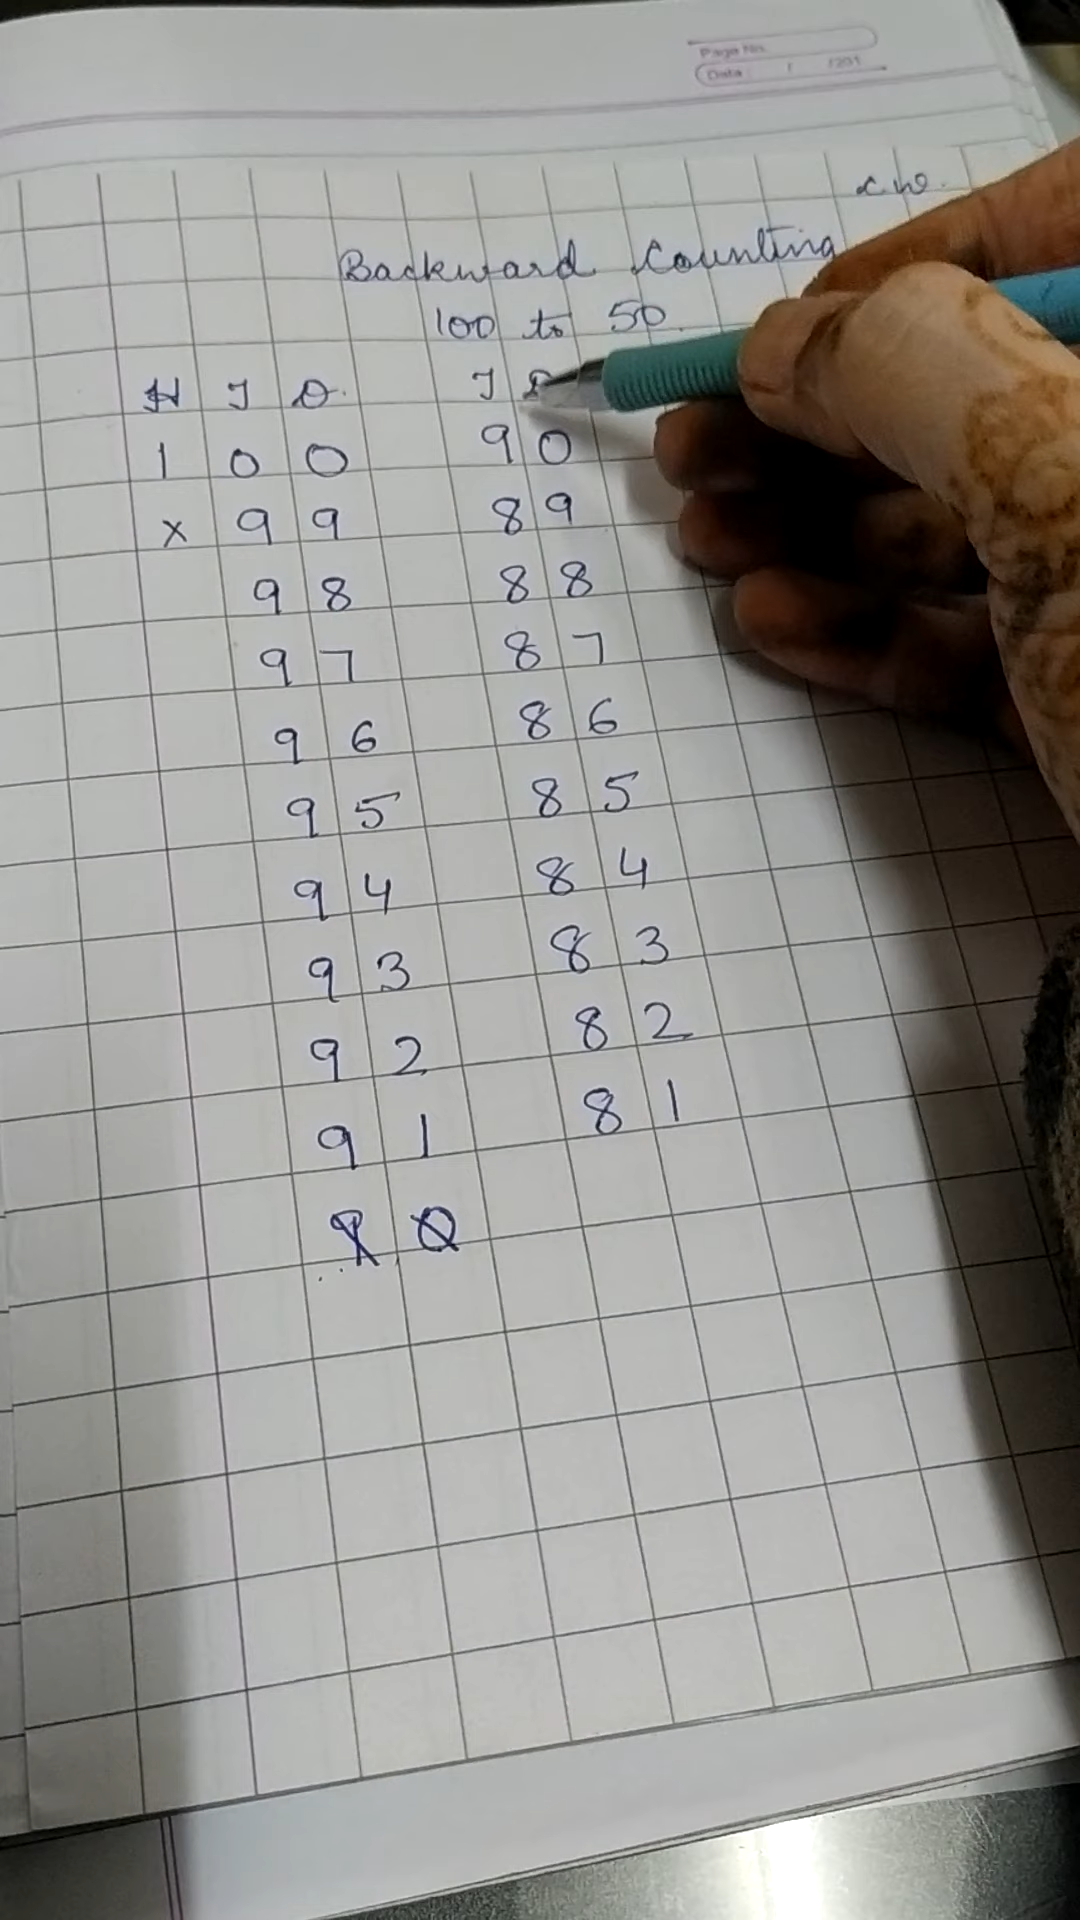 Page No.
Date: / /201
c.w.
Backward Counting
100 to 50.
H T O. T O
1 0 0 9 0
x 9 9 8 9
9 8 8 8
9 7 8 7
9 6 8 6
9 5 8 5
9 4 8 4
9 3 8 3
9 2 8 2
9 1 8 1
9 0